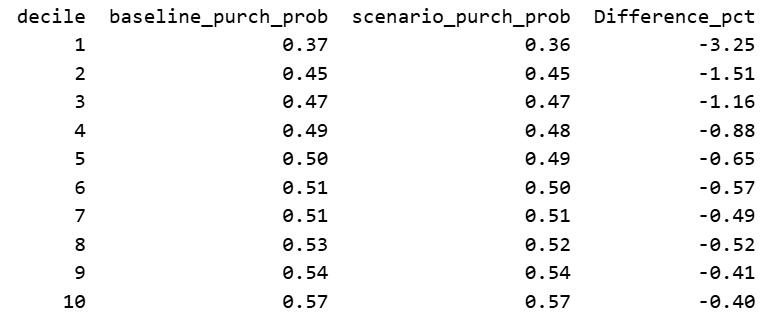 decile baseline_purch_prob scenario_purch_prob Difference_pct
1 0.37 0.36 -3.25
2 0.45 0.45 -1.51
3 0.47 0.47 -1.16
4 0.49 0.48 -0.88
5 0.50 0.49 -0.65
6 0.51 0.50 -0.57
7 0.51 0.51 -0.49
8 0.53 0.52 -0.52
9 0.54 0.54 -0.41
10 0.57 0.57 -0.40